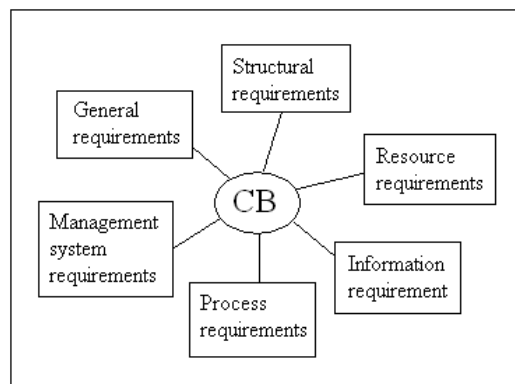 Structural
requirements
General
requirements
Resource
requirements
CB
Management
system
requirements
Information
requirement
Process
requirements